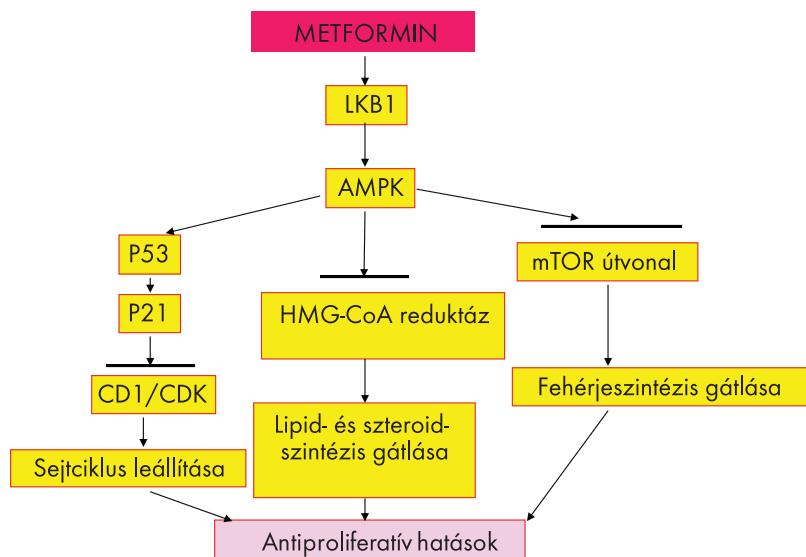 METFORMIN
LKB1
AMPK
P53
P21
CD1/CDK
Sejtciklus leállítása
HMG-CoA reduktáz
Lipid- és szteroid-
szintézis gátlása
mTOR útvonal
Fehérjeszintézis gátlása
Antiproliferatív hatások